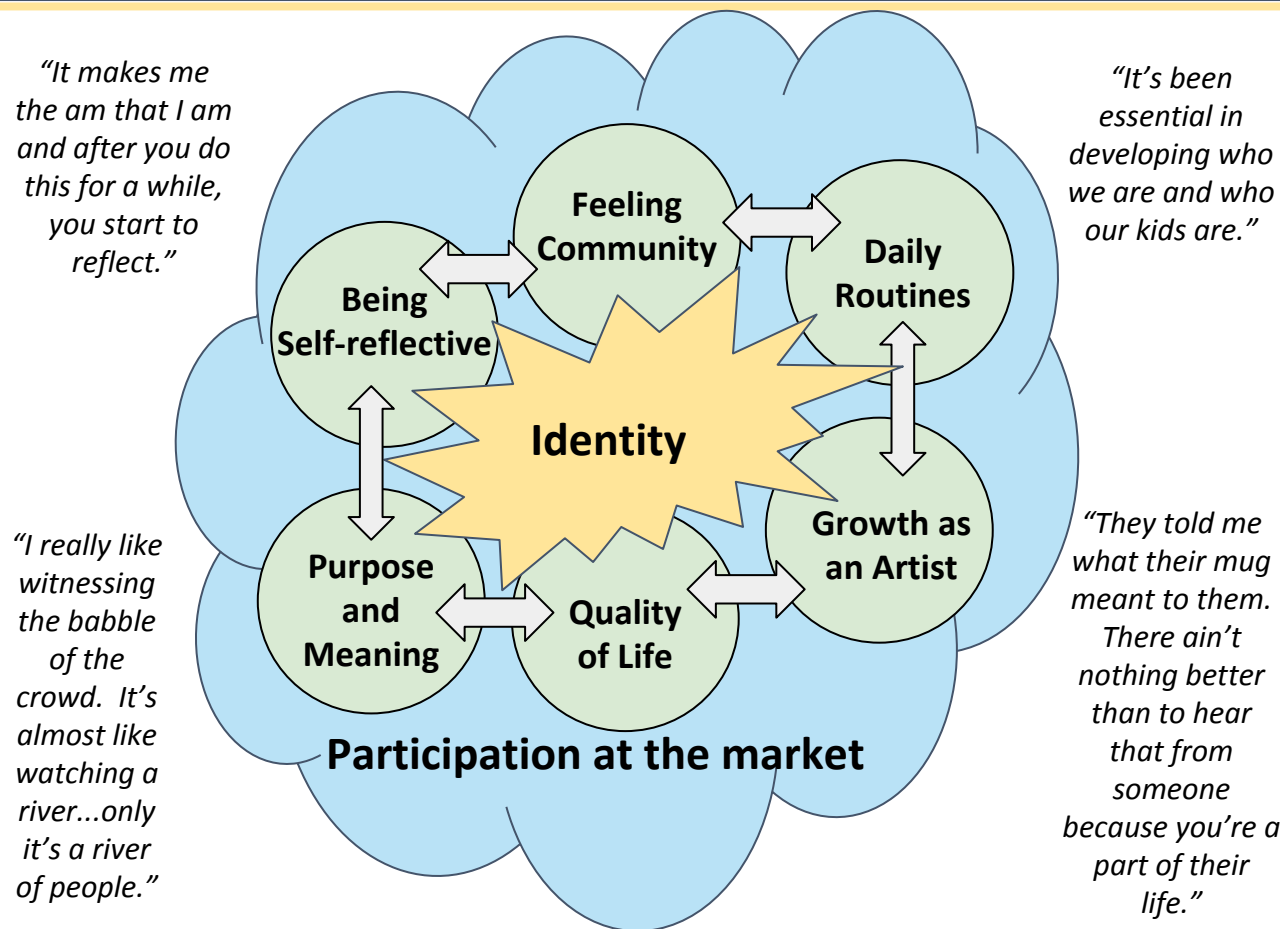 “It makes me
the am that I am
and after you do
this for a while,
you start to
reflect.”
“It’s been
essential in
developing who
we are and who
our kids are.”
Feeling
Community
Daily
Routines
Being
Self-reflective
Identity
Growth as
an Artist
Purpose
and
Meaning
Quality
of Life
Participation at the market
“I really like
witnessing
the babble
of the
crowd.  It’s
almost like
watching a
river...only
it’s a river
of people.”
“They told me
what their mug
meant to them.
There ain’t
nothing better
than to hear
that from
someone
because you’re a
part of their
life.”